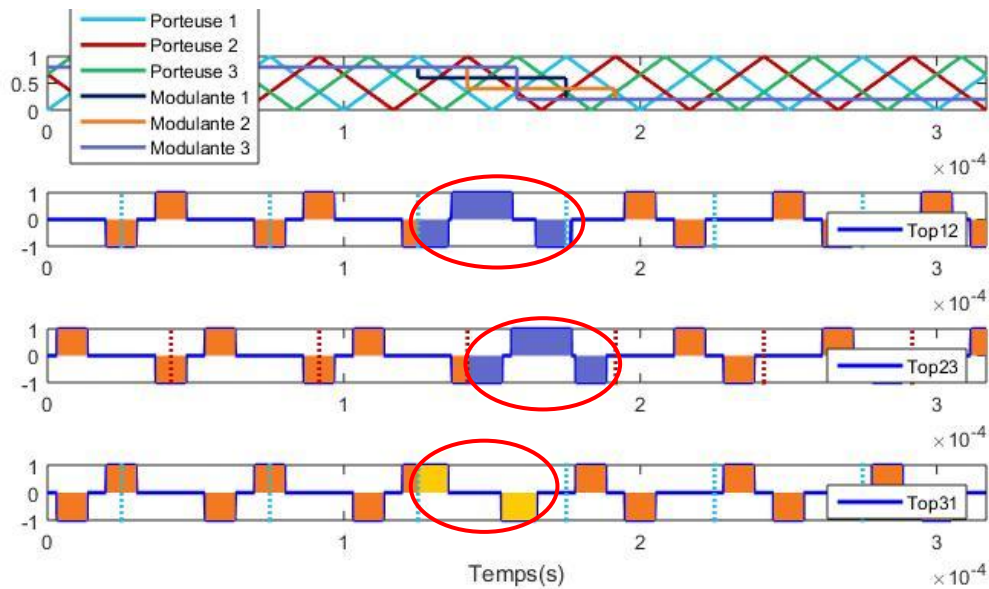 Porteuse 1
Porteuse 2
Porteuse 3
Modulante 1
Modulante 2
Modulante 3
1
0.5
0
0 1 2 3
×10-4
1
0
-1
Top12
0 1 2 3
×10-4
1
0
-1
Top23
0 1 2 3
×10-4
1
0
-1
Top31
0 1 2 3
Temps(s)
×10-4